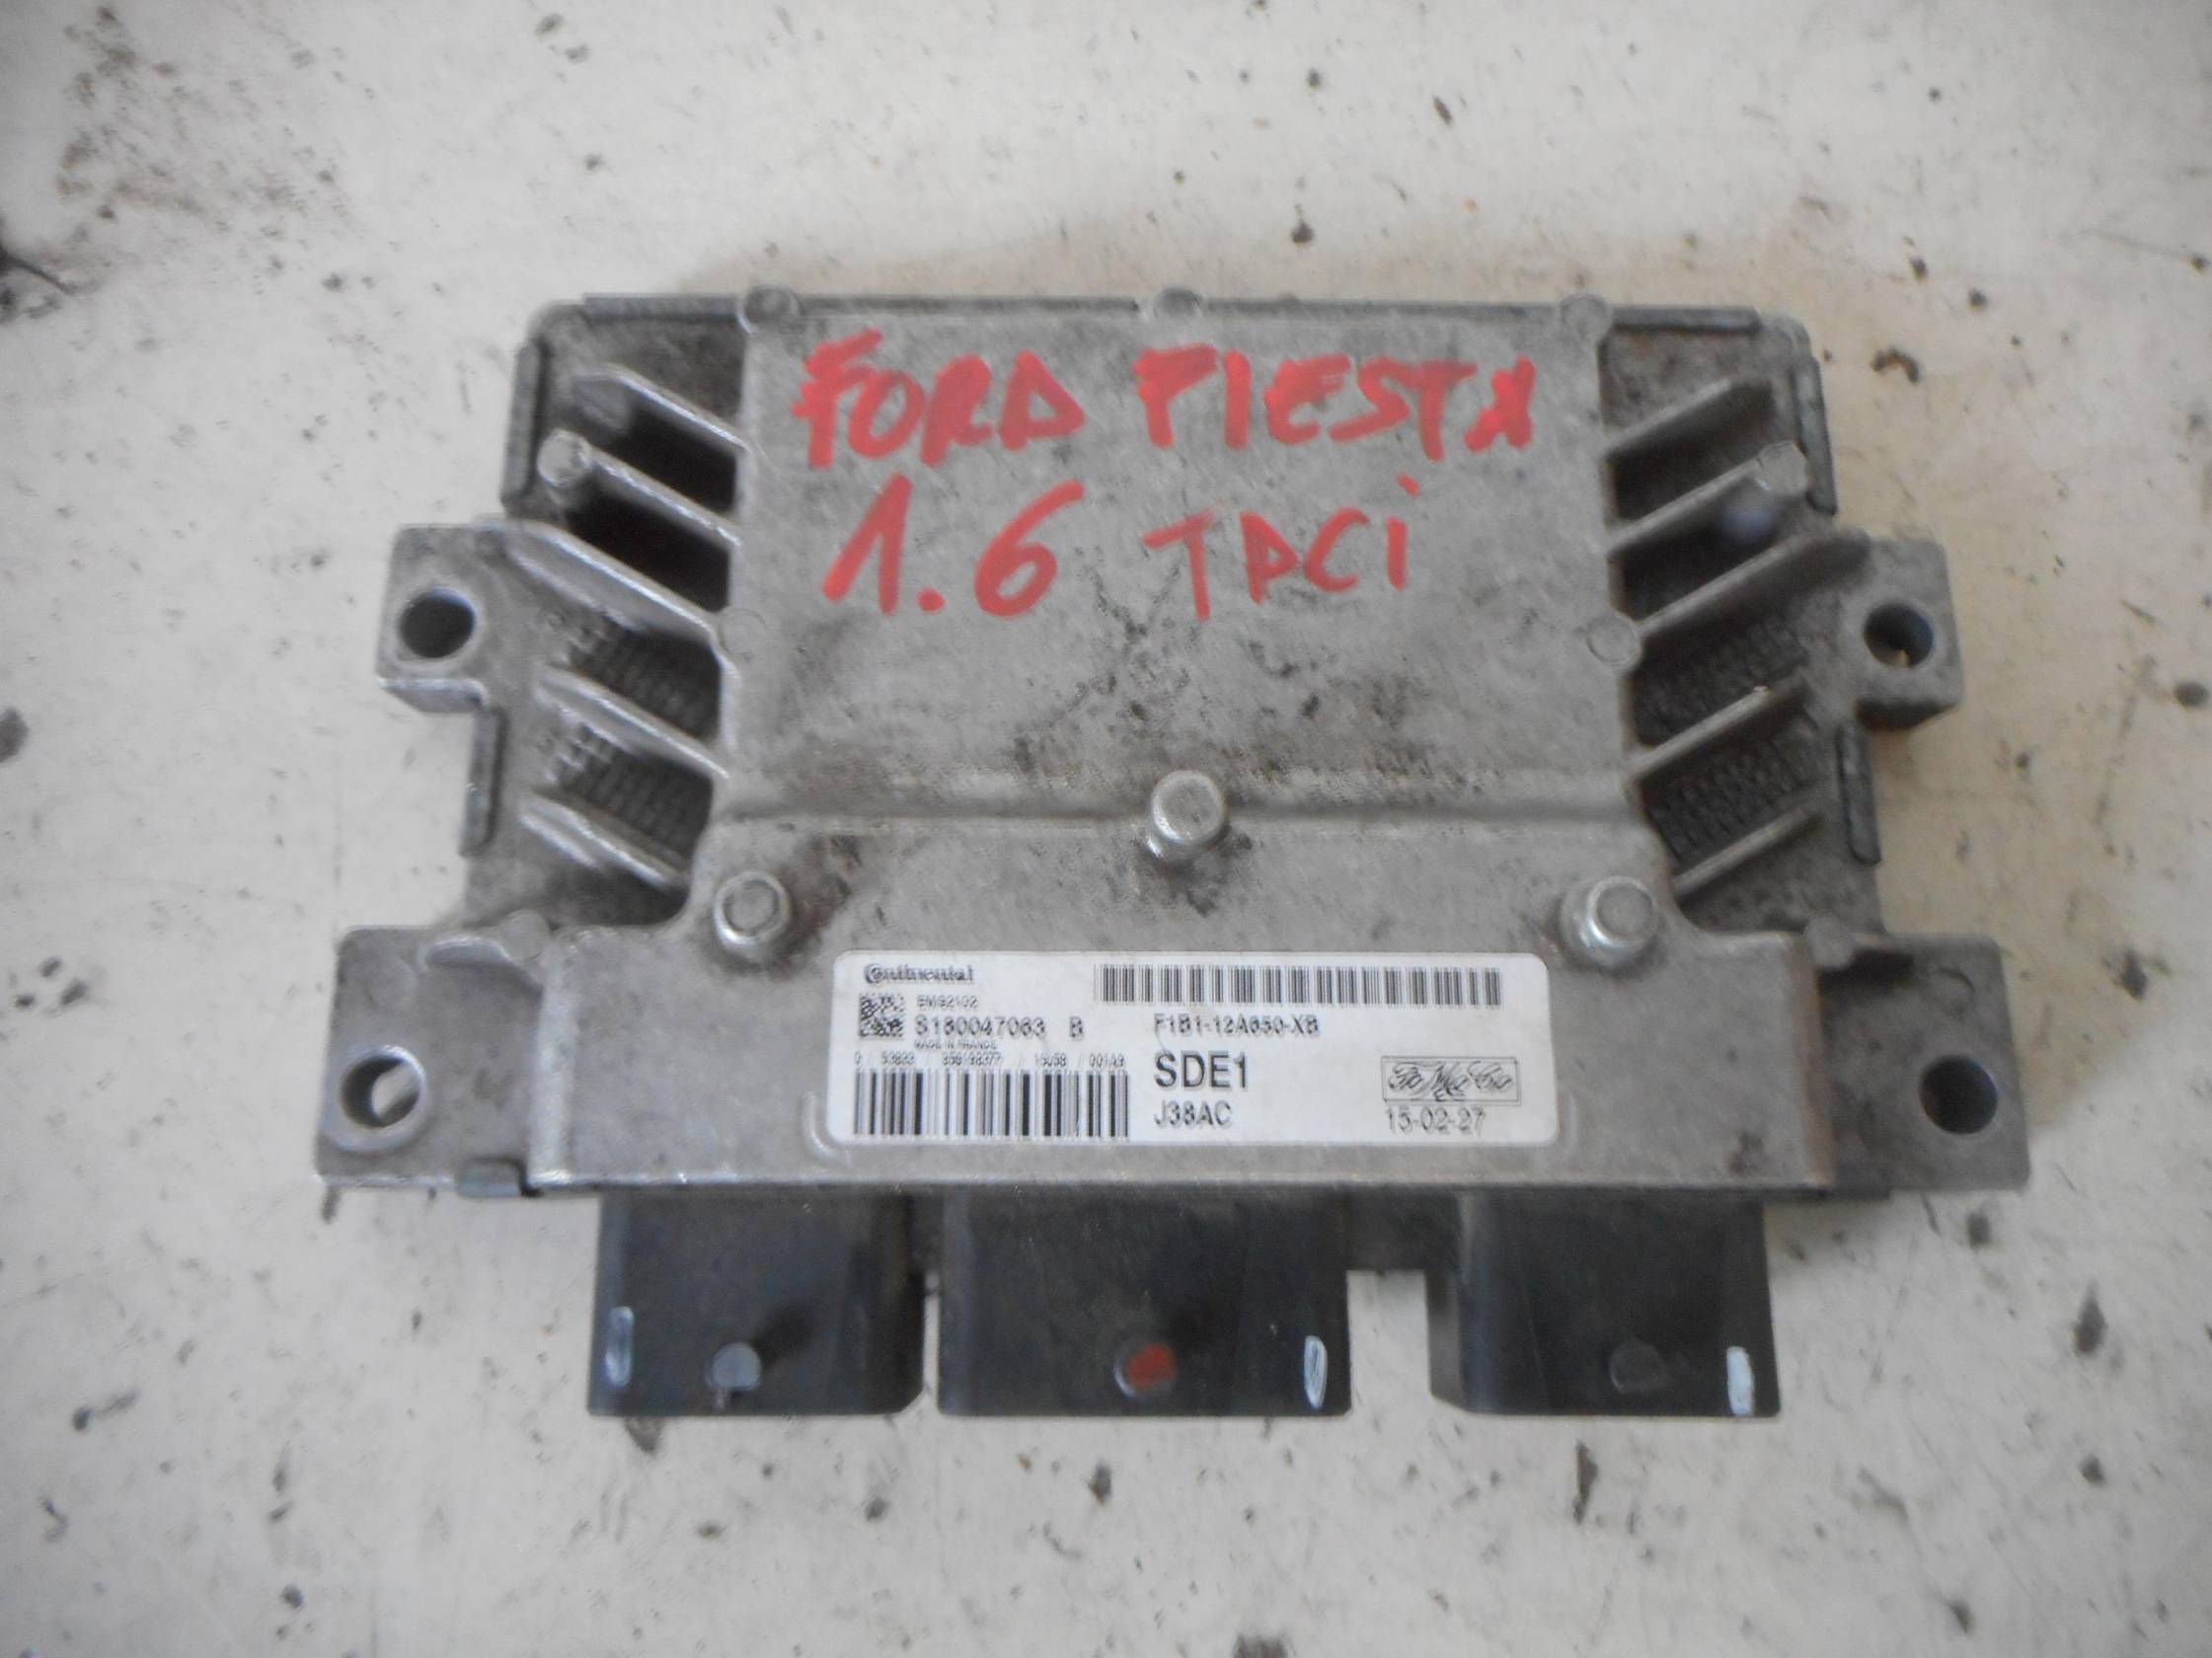 FORD FIESTA
1.6 TDCi
Continental
EMS2102
S180047063 B
MADE IN FRANCE
F1B1-12A650-XB
SDE1
J38AC
15-02-27